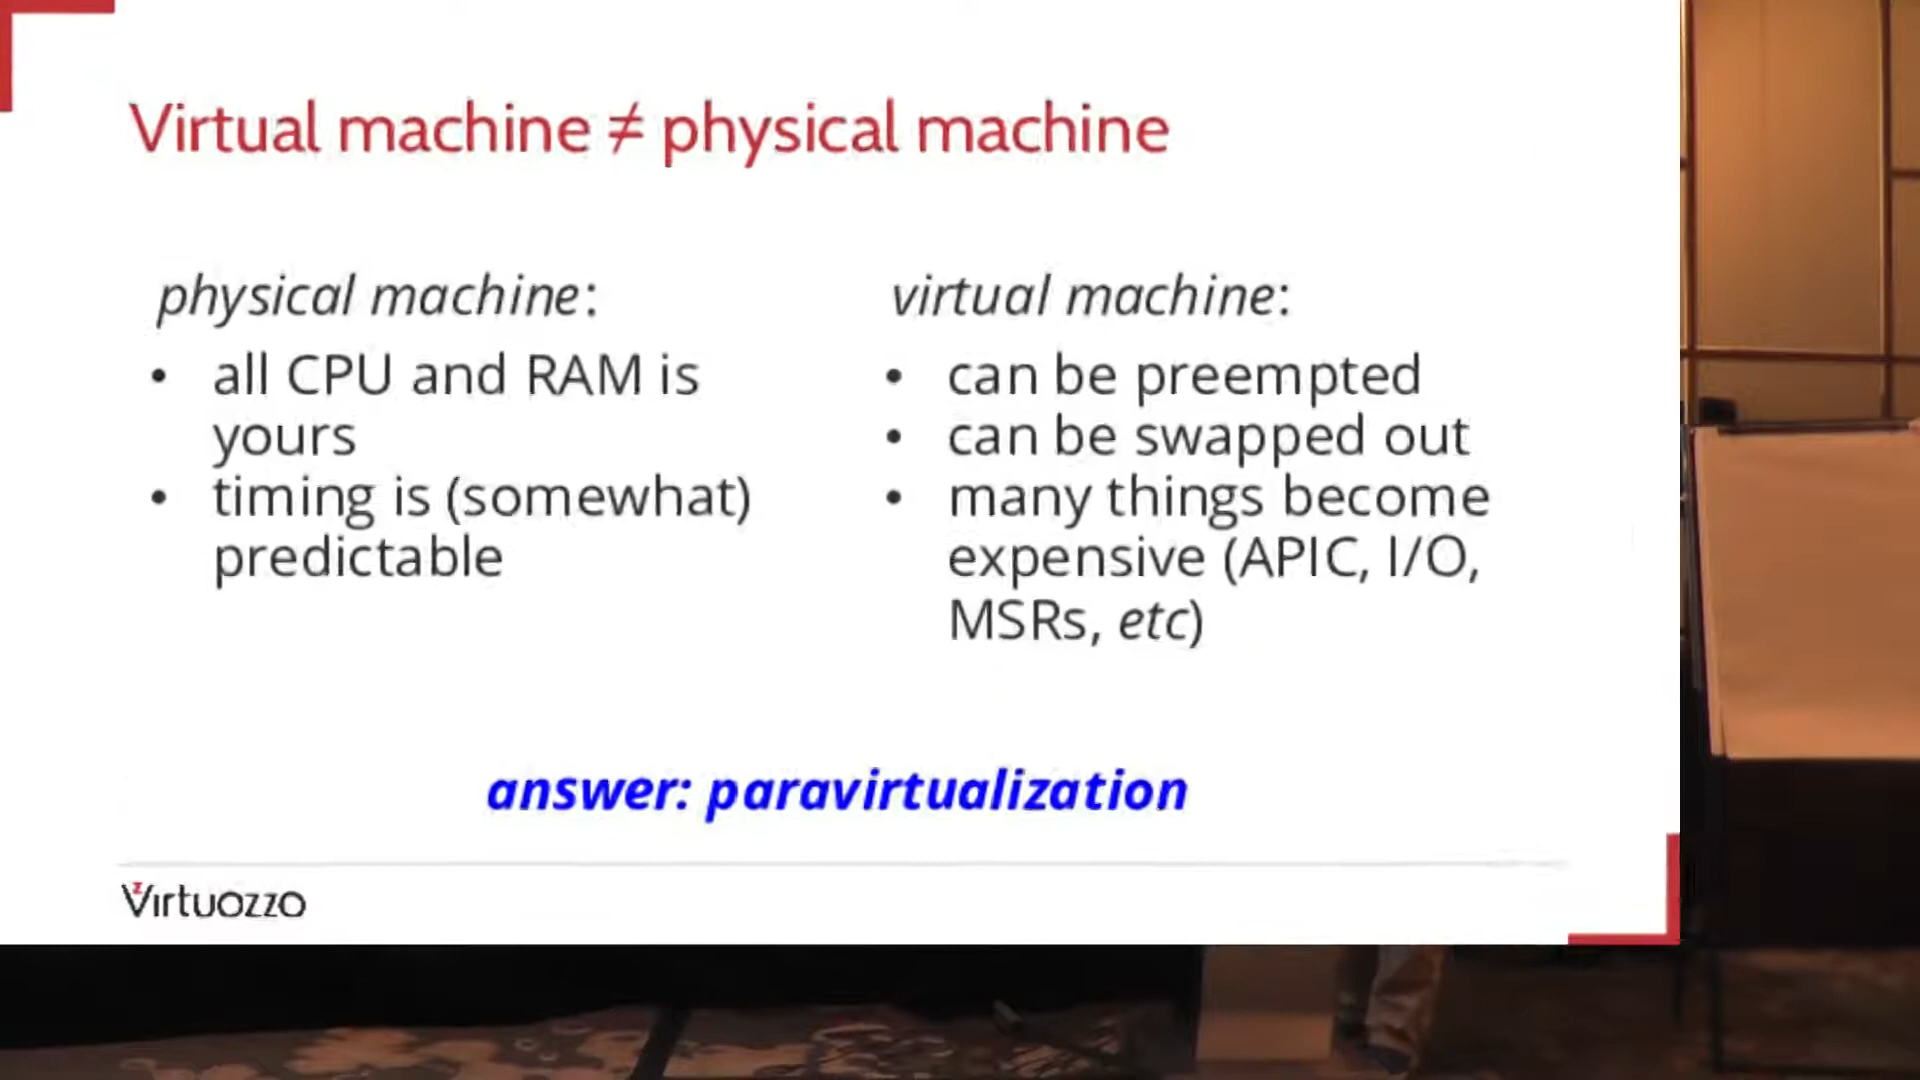 Virtual machine ≠ physical machine
physical machine:
• all CPU and RAM is
yours
• timing is (somewhat)
predictable
virtual machine:
• can be preempted
• can be swapped out
• many things become
expensive (APIC, I/O,
MSRs, etc)
answer: paravirtualization
Virtuozzo